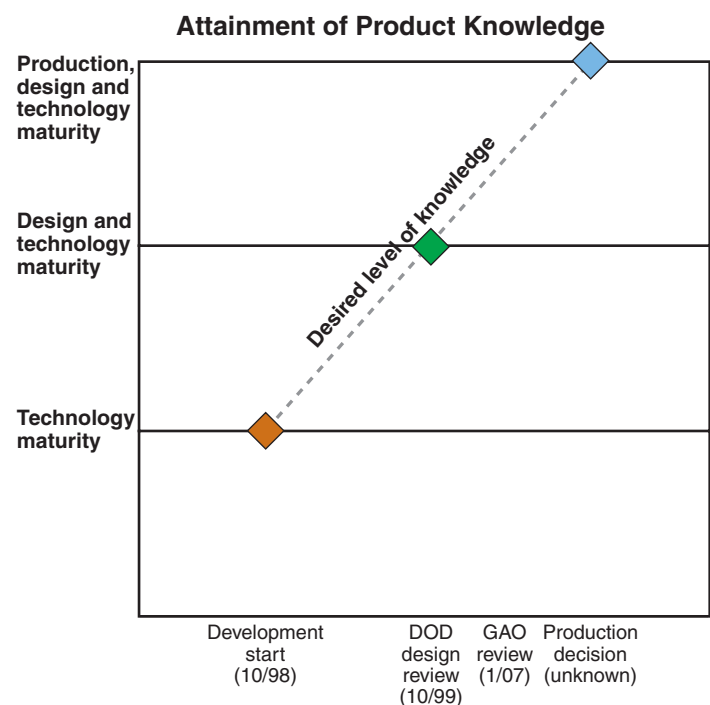 Attainment of Product Knowledge
Production,
design and
technology
maturity
Desired level of knowledge
Design and
technology
maturity
Technology
maturity
Development
start
(10/98)
DOD
design
review
(10/99)
GAO
review
(1/07)
Production
decision
(unknown)